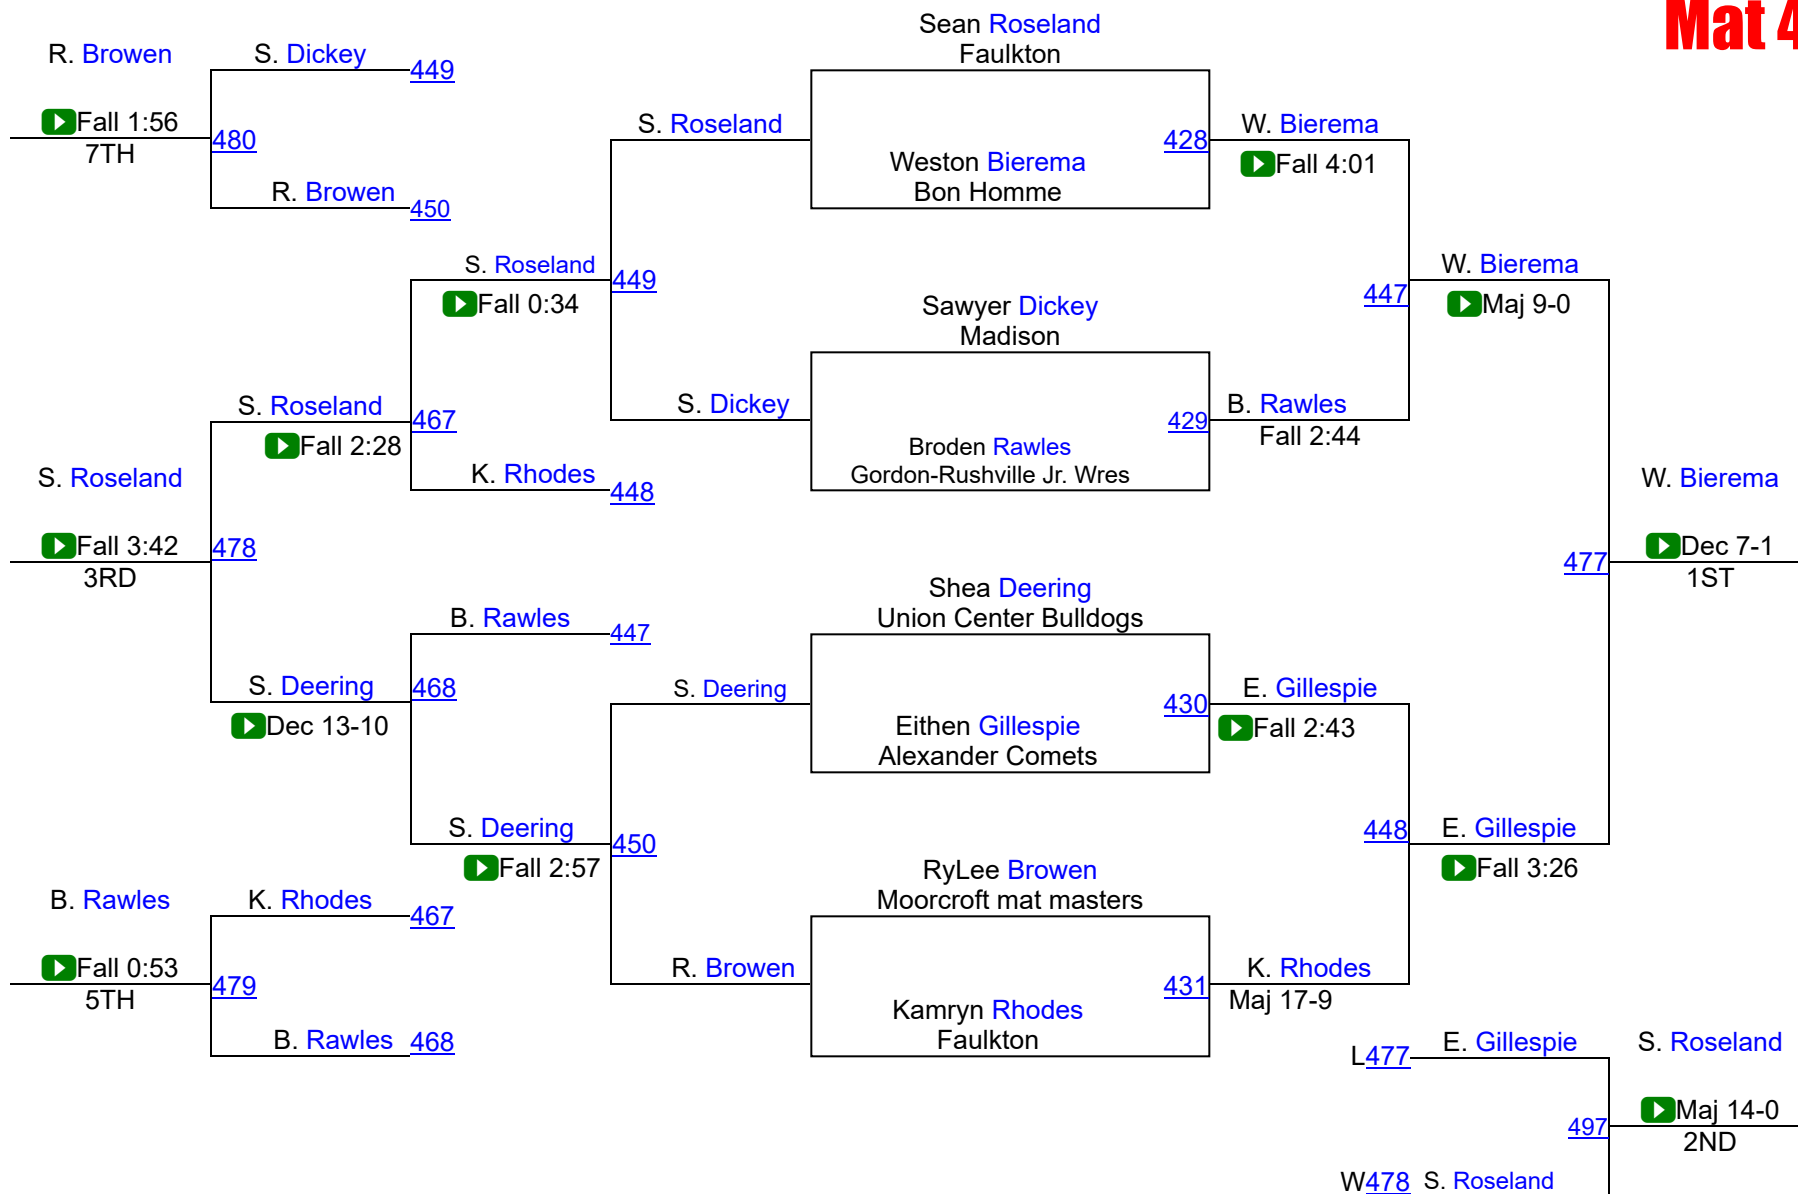 Mat 4
Sean Roseland
Faulkton
R. Browen
S. Dickey
449
Fall 1:56
7TH
480
R. Browen
450
S. Roseland
Weston Bierema
Bon Homme
428
W. Bierema
Fall 4:01
S. Roseland
Fall 0:34
449
Sawyer Dickey
Madison
447
W. Bierema
Maj 9-0
S. Roseland
Fall 2:28
467
S. Dickey
Broden Rawles
Gordon-Rushville Jr. Wres
429
B. Rawles
Fall 2:44
K. Rhodes
448
S. Roseland
Fall 3:42
3RD
478
W. Bierema
Dec 7-1
1ST
477
Shea Deering
Union Center Bulldogs
B. Rawles
447
S. Deering
Dec 13-10
468
S. Deering
Eithen Gillespie
Alexander Comets
430
E. Gillespie
Fall 2:43
S. Deering
Fall 2:57
450
RyLee Browen
Moorcroft mat masters
448
E. Gillespie
Fall 3:26
B. Rawles
Fall 0:53
5TH
K. Rhodes
467
479
B. Rawles
468
R. Browen
Kamryn Rhodes
Faulkton
431
K. Rhodes
Maj 17-9
L477
E. Gillespie
S. Roseland
Maj 14-0
2ND
497
W478
S. Roseland